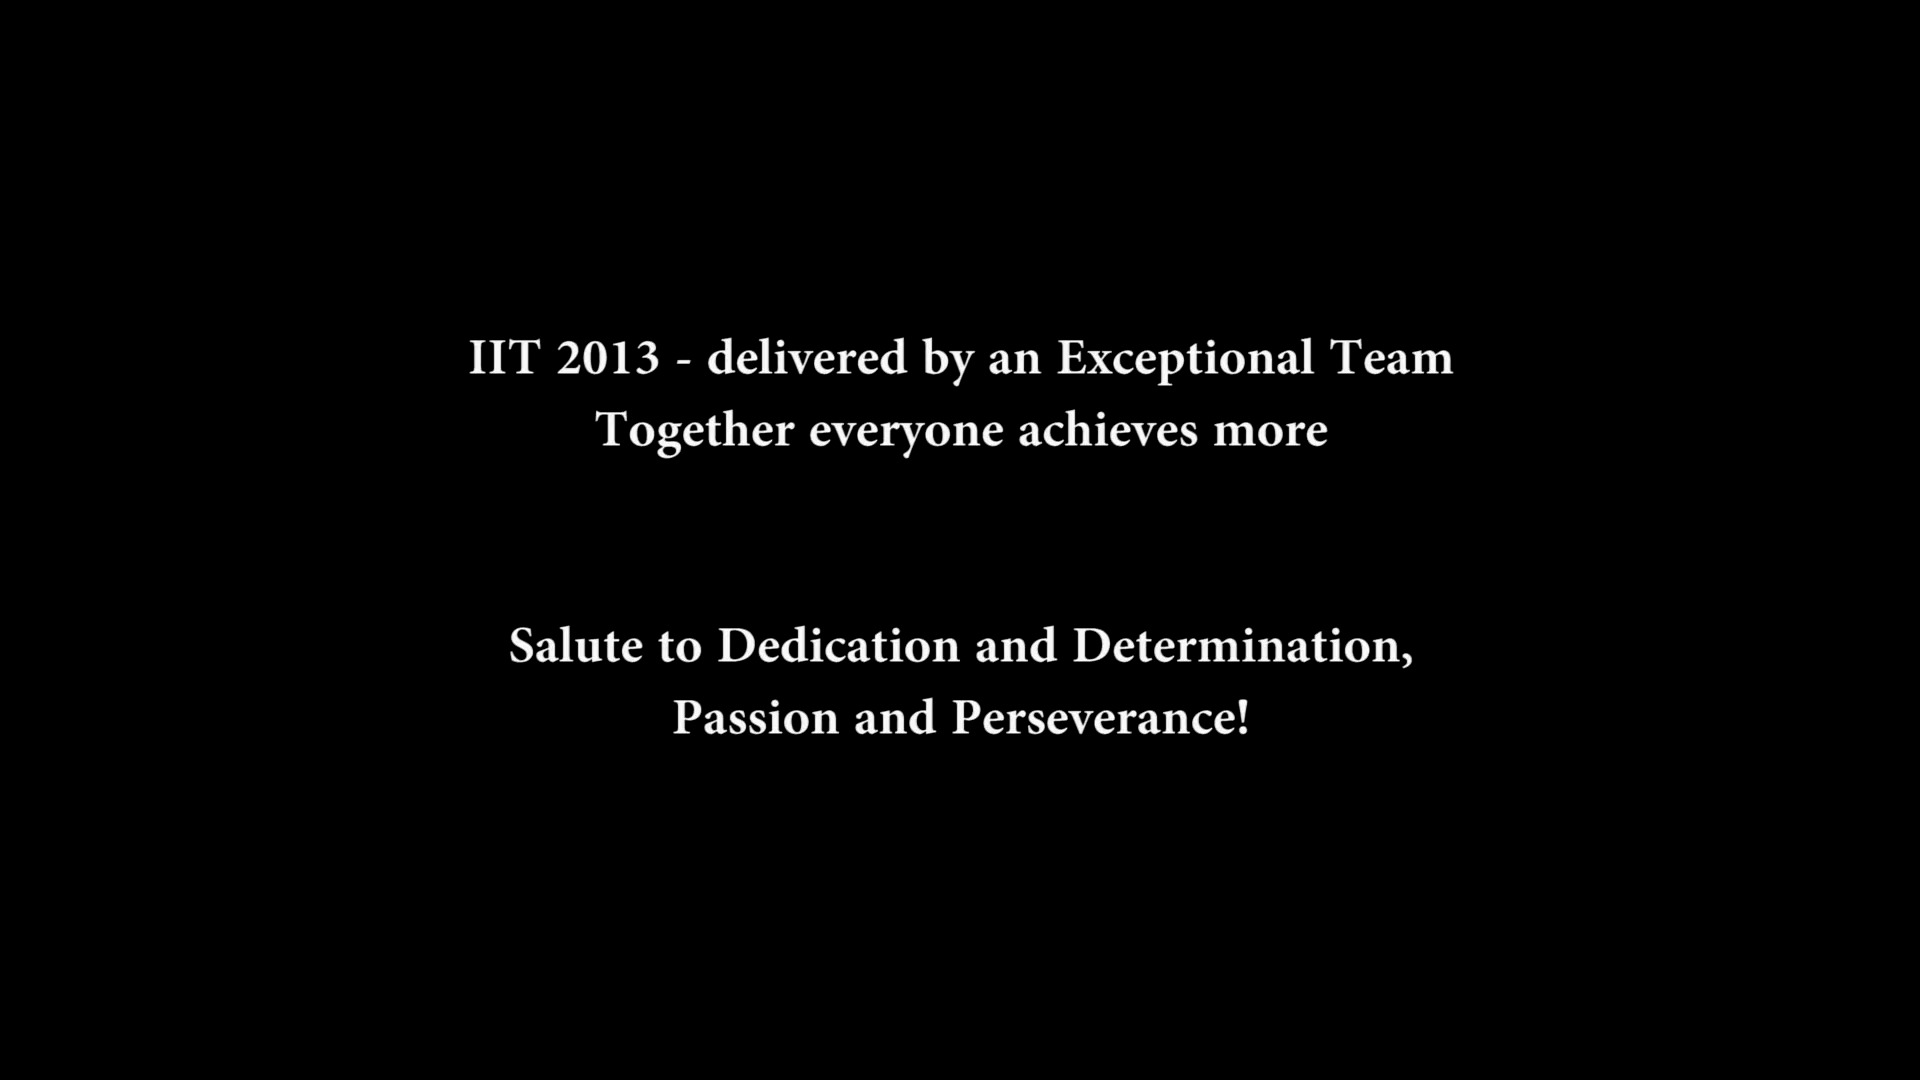 IIT 2013 - delivered by an Exceptional Team
Together everyone achieves more
Salute to Dedication and Determination,
Passion and Perseverance!